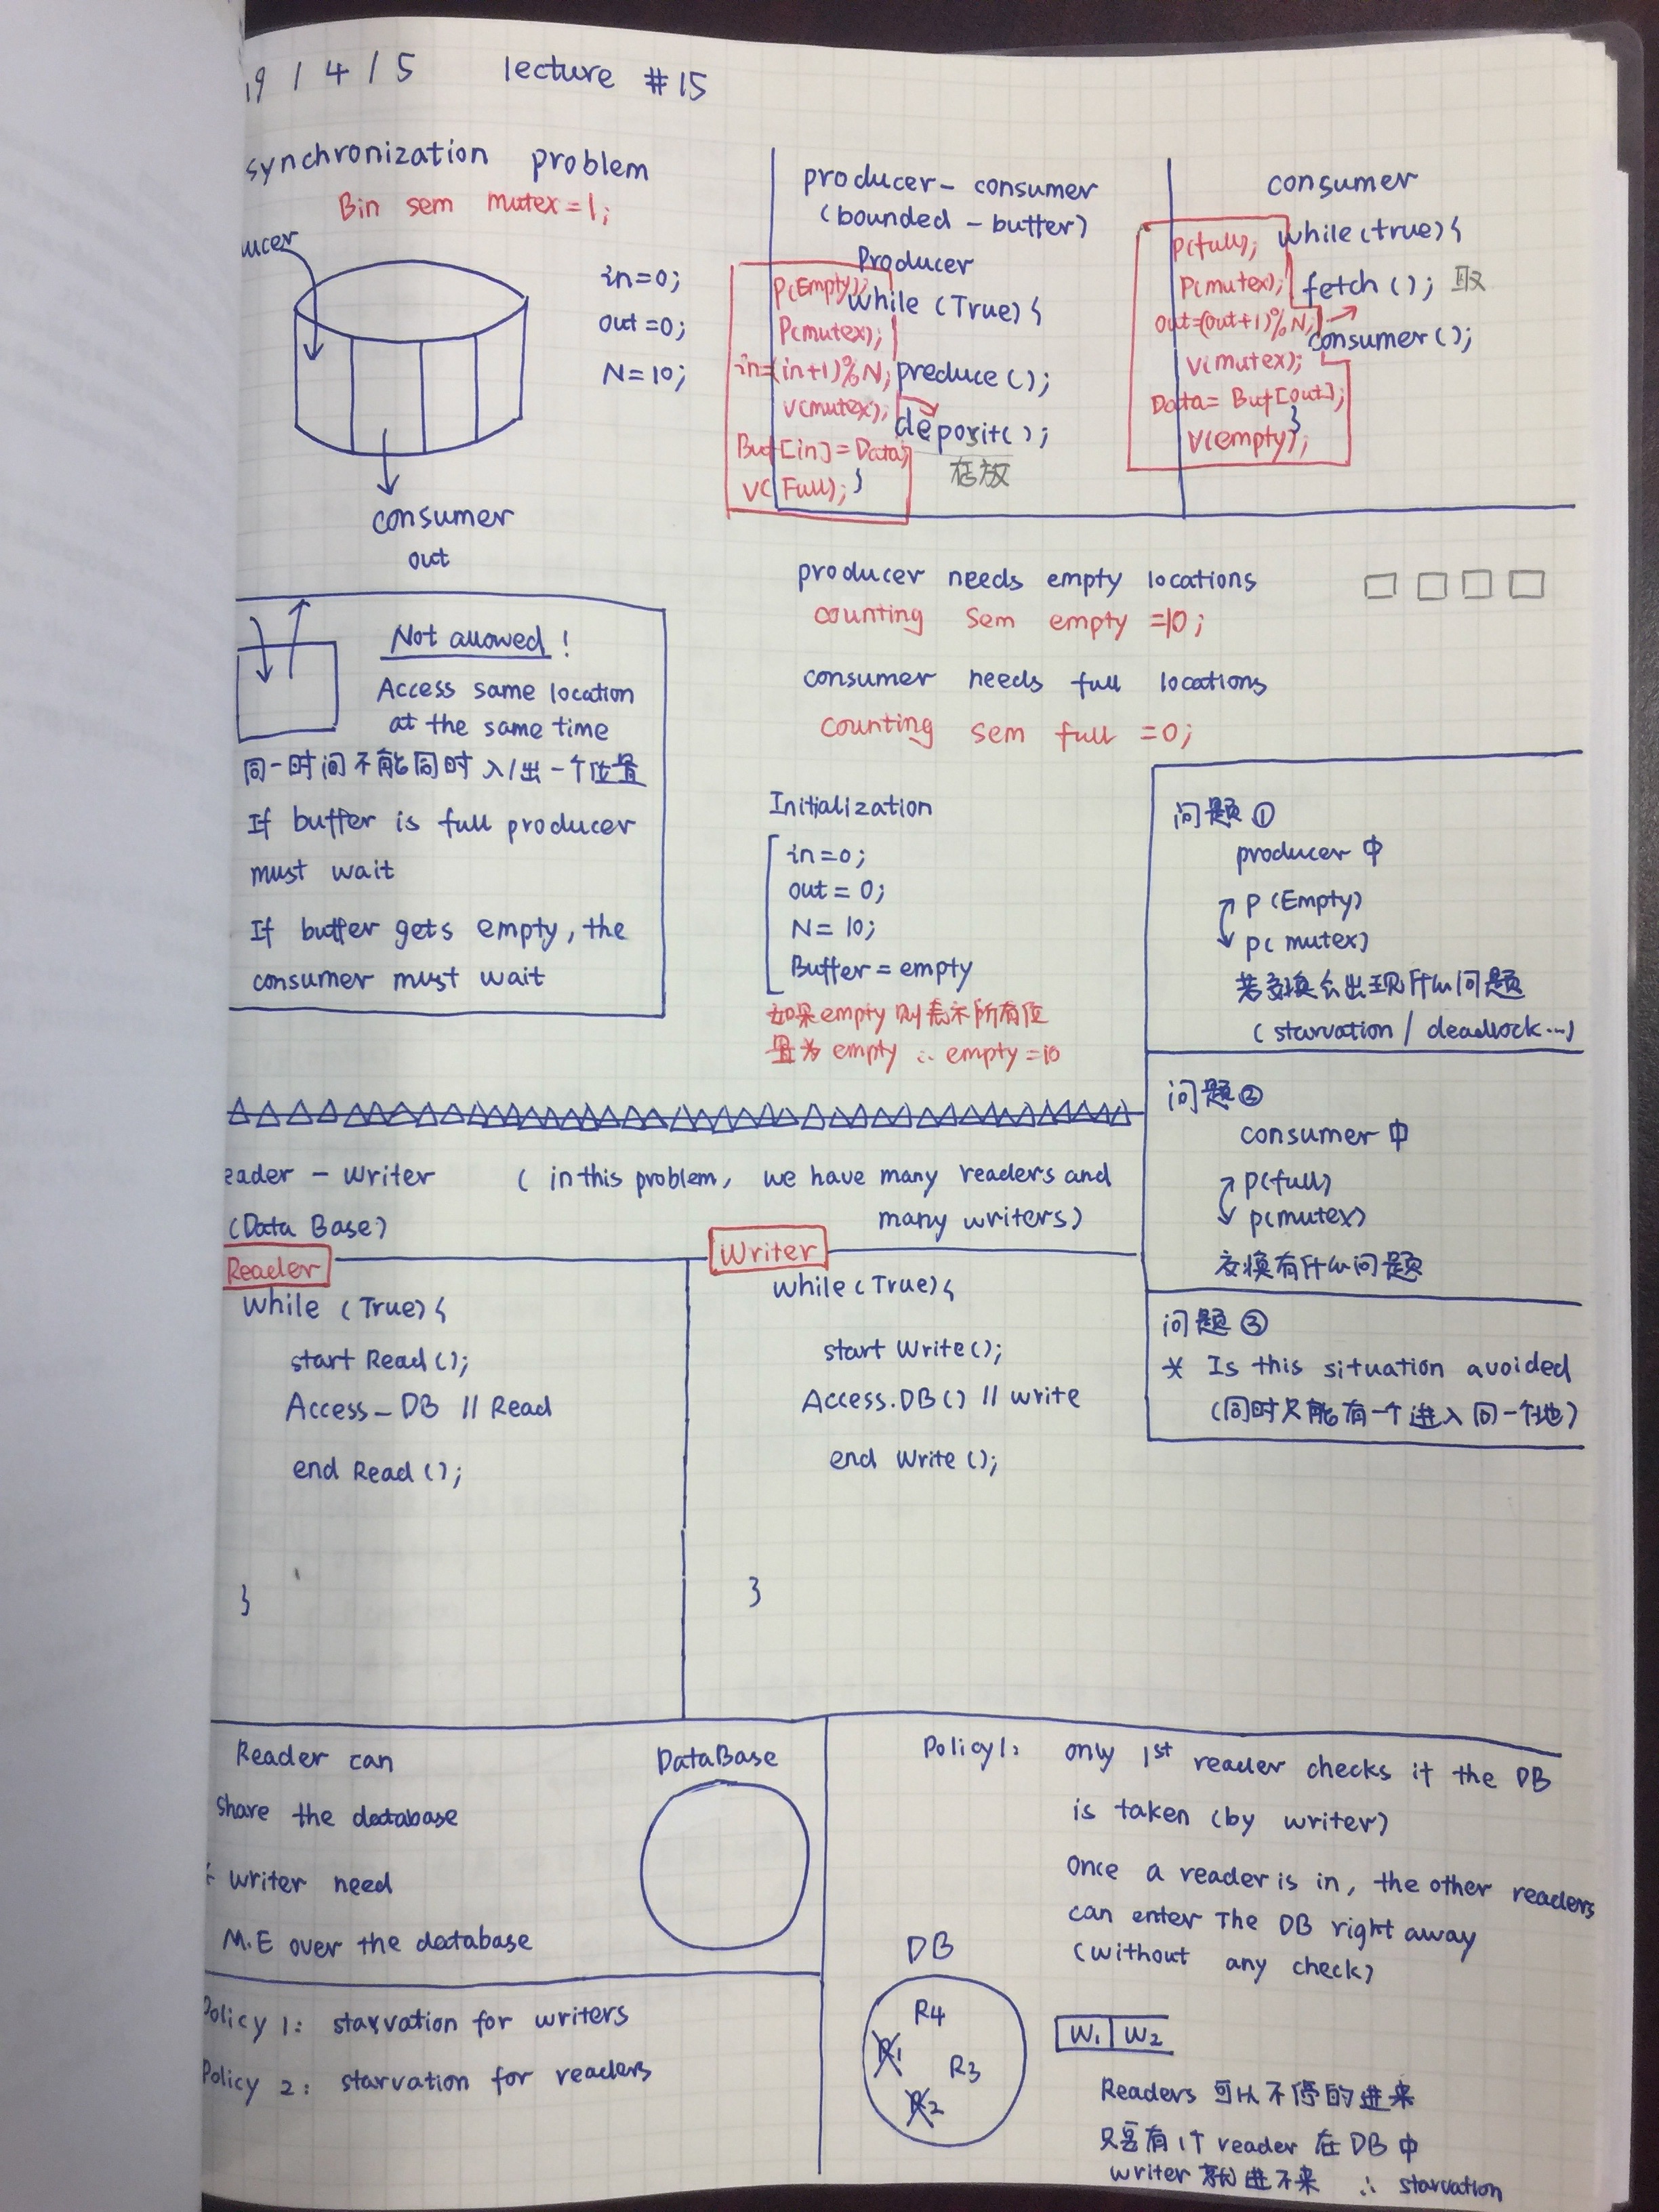 19 / 4 / 5 lecture #15
synchronization problem
Bin sem mutex = 1;
ucer
in=0;
out=0;
N=10;
consumer
out
producer - consumer
(bounded - buffer)
Producer
while (True) {
preduce ();
deposit();
存放
}
P(Empty);
P(mutex);
in=(in+1)%N;
V(mutex);
Buf[in] = Data;
V( Full);
consumer
while (true) {
fetch (); 取
consumer ();
}
P(full);
P(mutex);
out=(out+1)%N;
V(mutex);
Data= Buf[out];
V(empty);
Not allowed !
Access same location
at the same time
同一时间不能同时入/出一个位置
If buffer is full producer
must wait
If buffer gets empty, the
consumer must wait
producer needs empty locations
counting sem empty =10;
consumer needs full locations
counting sem full =0;
Initialization
in=0;
out = 0;
N= 10;
Buffer = empty
如果empty则表示所有位
置为 empty ∴ empty =10
问题①
producer 中
P (Empty)
P( mutex)
若交换会出现什么问题
( starvation / deadlock...)
问题②
consumer 中
P(full)
P(mutex)
交换有什么问题
问题③
* Is this situation avoided
(同时只能有一个进入同一个地)
eader - Writer ( in this problem, we have many readers and
many writers)
(Data Base)
Reader
while (True) {
start Read ();
Access_DB // Read
end Read ();
}
Writer
while (True) {
start Write();
Access.DB() // write
end Write ();
}
Reader can
share the database
* writer need
M.E over the database
DataBase
Policy 1: starvation for writers
Policy 2: starvation for readers
Policy1: only 1st reader checks if the DB
is taken (by writer)
Once a reader is in, the other readers
can enter The DB right away
(without any check)
DB
R4
R1
R3
R2
W1 W2
Readers 可以不停的进来
只要有1个 reader 在 DB 中
writer 就进不来 ∴ starvation